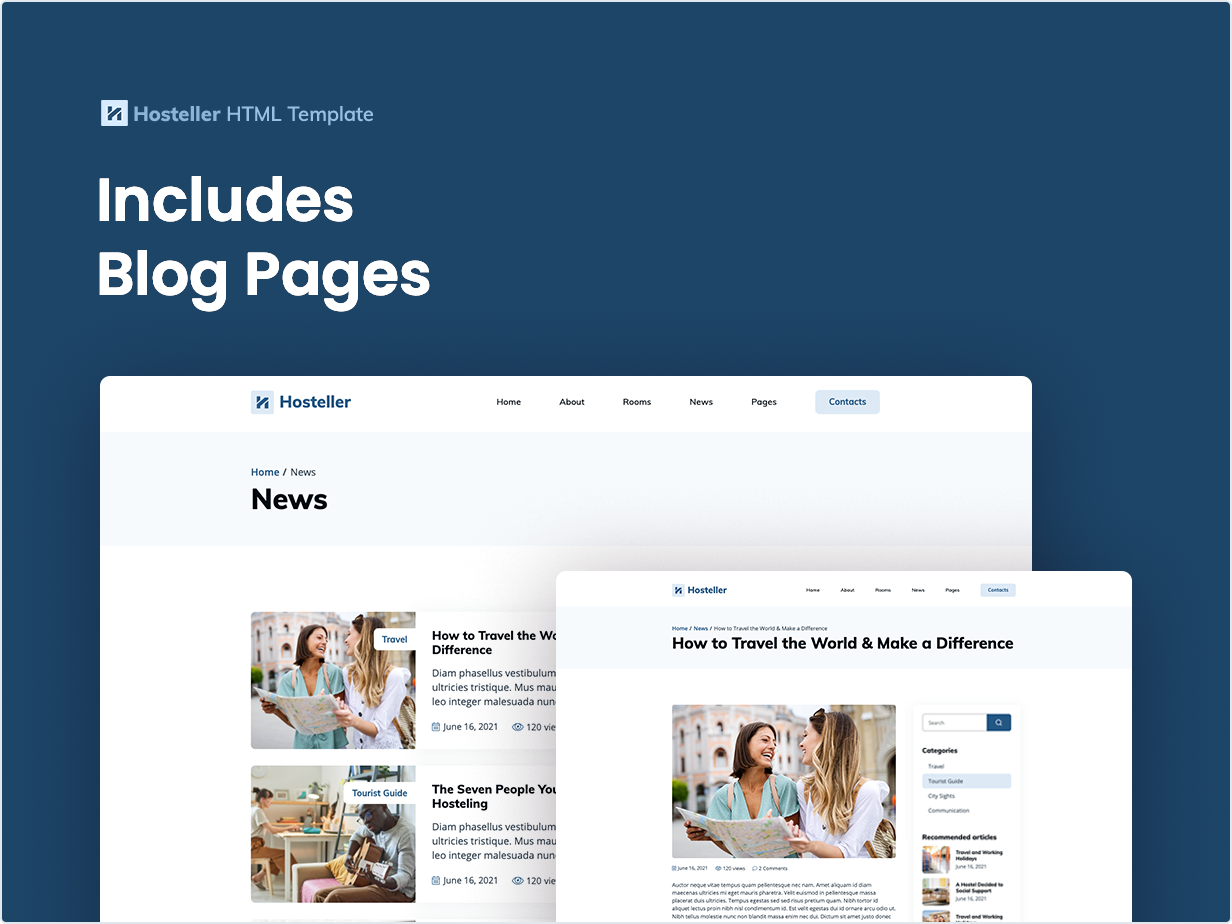 Hosteller HTML Template
Includes
Blog Pages
Hosteller
Home About Rooms News Pages Contacts
Home / News
News
Travel
How to Travel the Wo
Difference
Diam phasellus vestibulum
ultricies tristique. Mus mau
leo integer malesuada nun
June 16, 2021 120 vie
Tourist Guide
The Seven People You
Hosteling
Diam phasellus vestibulum
ultricies tristique. Mus mau
leo integer malesuada nun
June 16, 2021 120 vie
Hosteller
Home About Rooms News Pages Contacts
Home / News / How to Travel the World & Make a Difference
How to Travel the World & Make a Difference
June 16, 2021 120 views 2 Comments
Auctor neque vitae tempus quam pellentesque nec nam. Amet aliquam id diam
maecenas ultricies mi eget mauris pharetra. Velit euismod in pellentesque massa
placerat duis ultricies. Tempus egestas sed sed risus pretium quam. Nibh tortor id
aliquet lectus proin nibh nisl condimentum id. Est velit egestas dui id ornare arcu odio ut.
Nibh tellus molestie nunc non blandit massa enim nec dui. Dictum sit amet justo donec
Search
Categories
Travel
Tourist Guide
City Sights
Communication
Recommended articles
Travel and Working
Holidays
June 16, 2021
A Hostel Decided to
Social Support
June 16, 2021
Travel and Working